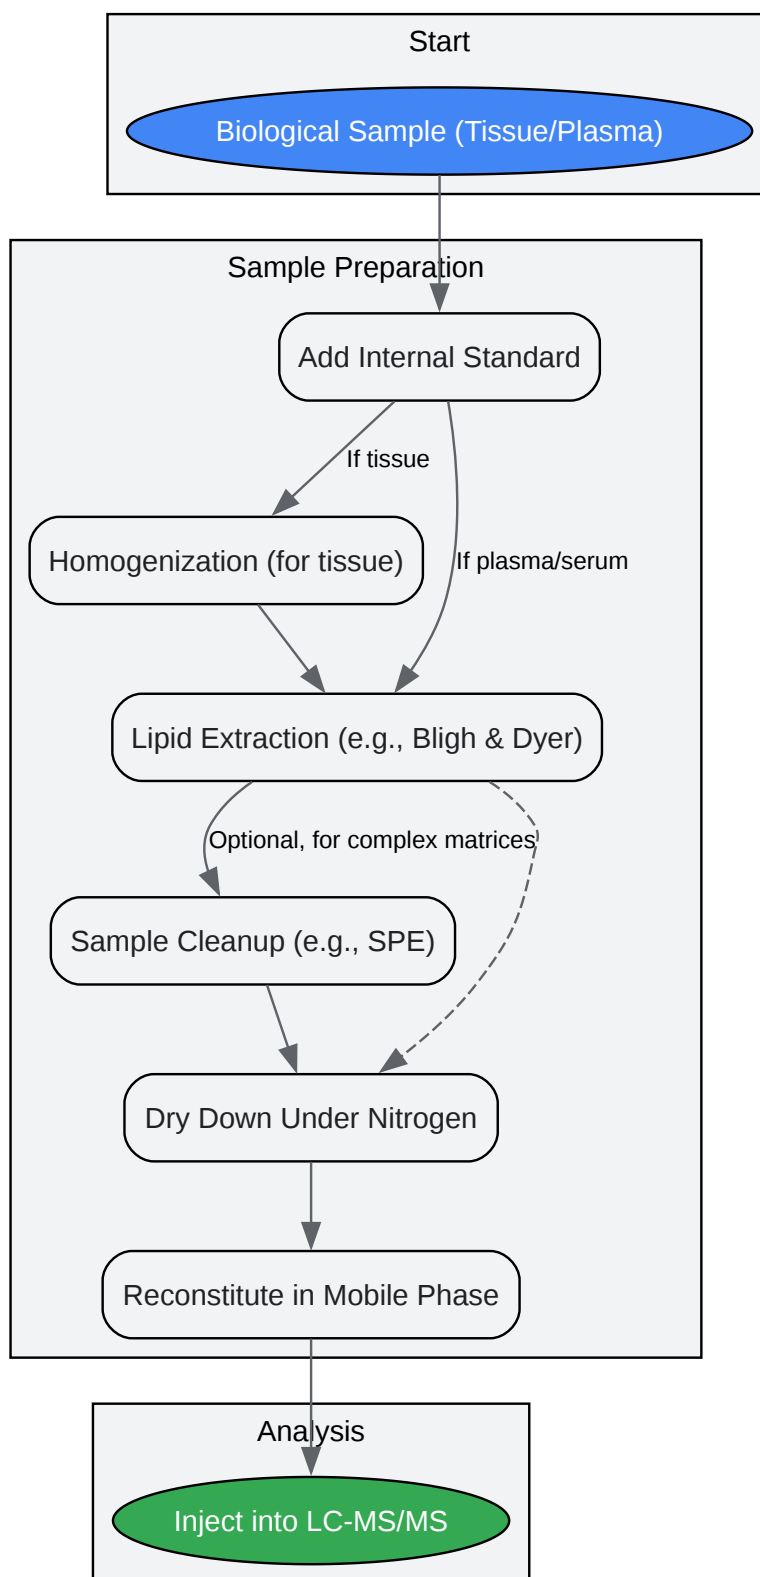 Start
Biological Sample (Tissue/Plasma)
Sample Preparation
Add Internal Standard
If tissue
Homogenization (for tissue)
If plasma/serum
Lipid Extraction (e.g., Bligh & Dyer)
Optional, for complex matrices
Sample Cleanup (e.g., SPE)
Dry Down Under Nitrogen
Reconstitute in Mobile Phase
Analysis
Inject into LC-MS/MS